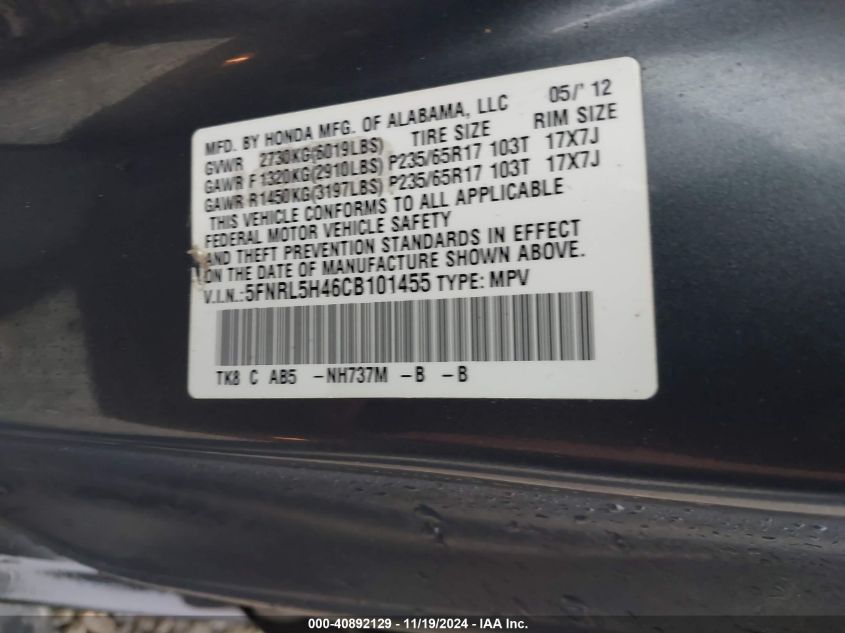 MFD. BY HONDA MFG. OF ALABAMA, LLC 05/' 12
GVWR 2730KG(6019LBS) TIRE SIZE RIM SIZE
GAWR F 1320KG(2910LBS) P235/65R17 103T 17X7J
GAWR R1450KG(3197LBS) P235/65R17 103T 17X7J
THIS VEHICLE CONFORMS TO ALL APPLICABLE
FEDERAL MOTOR VEHICLE SAFETY
AND THEFT PREVENTION STANDARDS IN EFFECT
ON THE DATE OF MANUFACTURE SHOWN ABOVE.
V.I.N.:5FNRL5H46CB101455 TYPE: MPV
TK8 C AB5 -NH737M -B -B
000-40892129 - 11/19/2024 - IAA Inc.